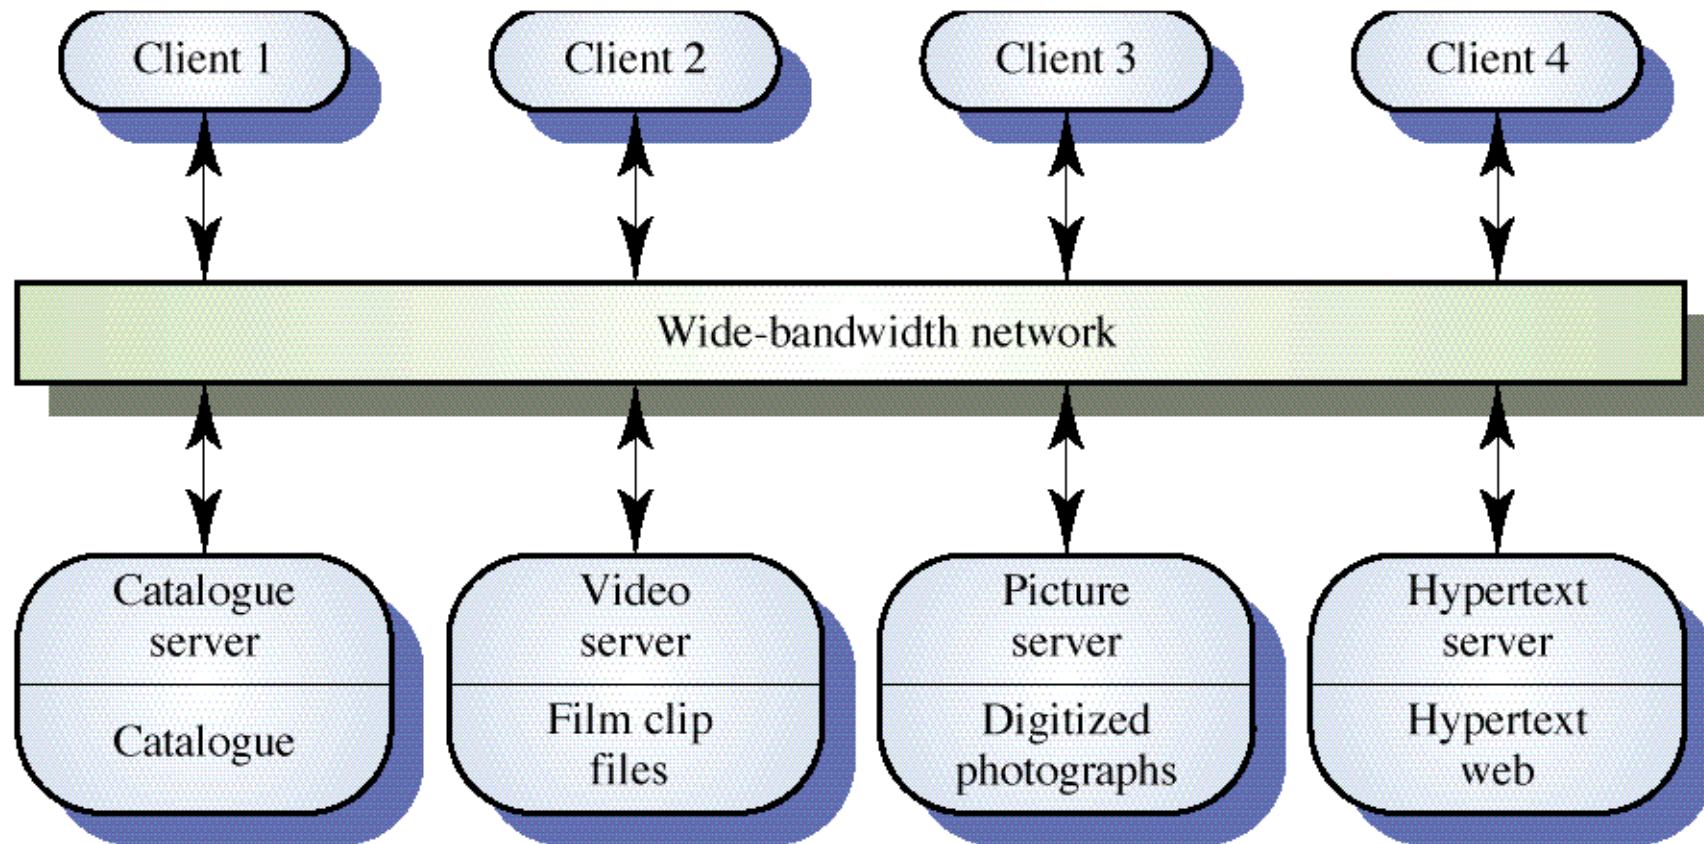 Client 1
Client 2
Client 3
Client 4
Wide-bandwidth network
Catalogue
server
Catalogue
Video
server
Film clip
files
Picture
server
Digitized
photographs
Hypertext
server
Hypertext
web